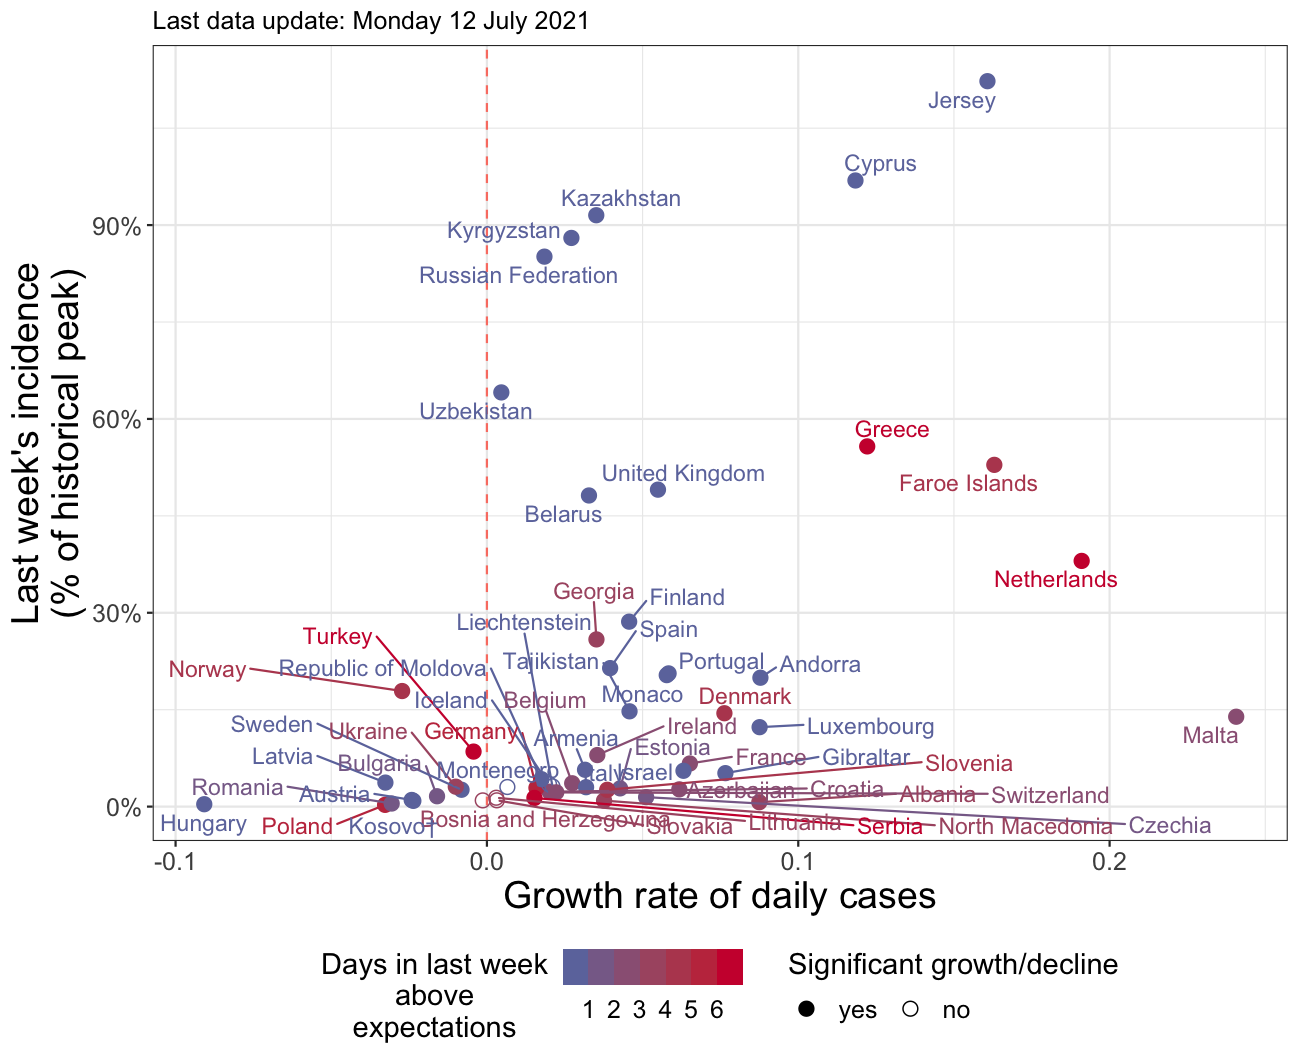 Last data update: Monday 12 July 2021
Last week's incidence
(% of historical peak)
90%
60%
30%
0%
Jersey
Cyprus
Kazakhstan
Kyrgyzstan
Russian Federation
Uzbekistan
Greece
United Kingdom
Faroe Islands
Belarus
Netherlands
Georgia
Finland
Liechtenstein
Spain
Turkey
Norway
Republic of Moldova
Tajikistan
Portugal
Andorra
Iceland
Belgium
Monaco
Denmark
Sweden
Ukraine
Germany
Armenia
Ireland
Luxembourg
Malta
Latvia
Bulgaria
Estonia
France
Gibraltar
Slovenia
Montenegro
Italy
Israel
Romania
Austria
Azerbaijan
Croatia
Albania
Switzerland
Hungary
Poland
Kosovo
Bosnia and Herzegovina
Slovakia
Lithuania
Serbia
North Macedonia
Czechia
-0.1
0.0
0.1
0.2
Growth rate of daily cases
Days in last week
above
expectations
1 2 3 4 5 6
Significant growth/decline
yes
no